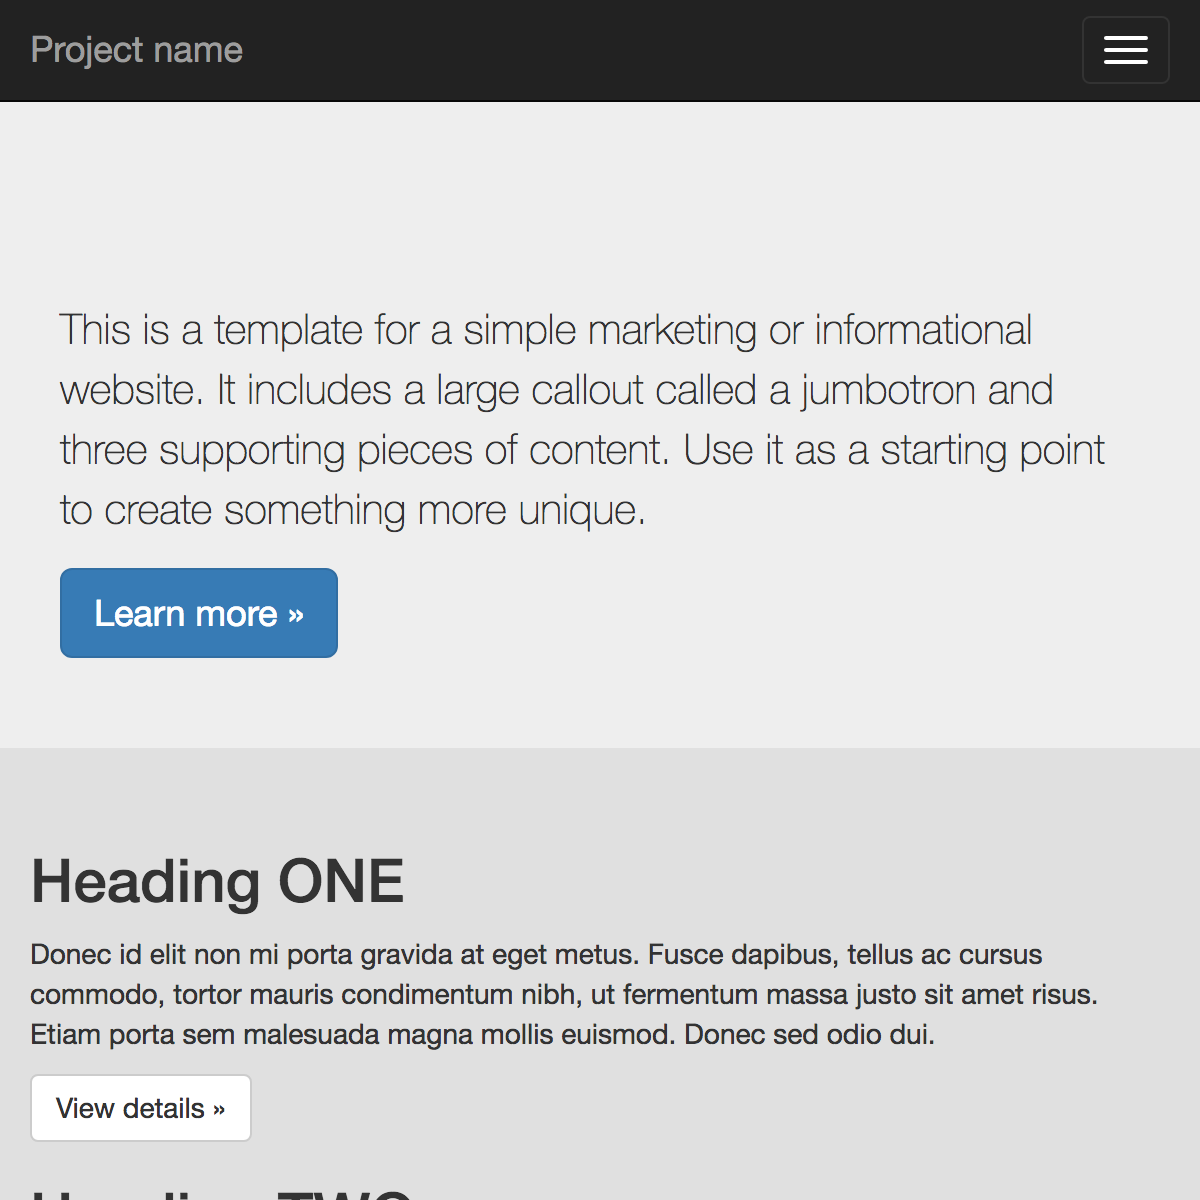 Project name
This is a template for a simple marketing or informational
website. It includes a large callout called a jumbotron and
three supporting pieces of content. Use it as a starting point
to create something more unique.
Learn more »
Heading ONE
Donec id elit non mi porta gravida at eget metus. Fusce dapibus, tellus ac cursus
commodo, tortor mauris condimentum nibh, ut fermentum massa justo sit amet risus.
Etiam porta sem malesuada magna mollis euismod. Donec sed odio dui.
View details »
Heading TWO